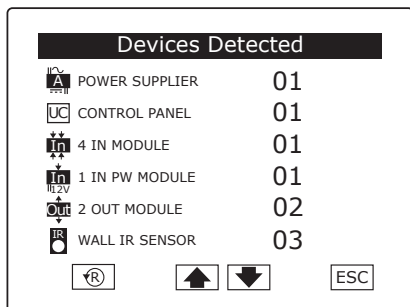 Devices Detected
A POWER SUPPLIER 01
UC CONTROL PANEL 01
In 4 IN MODULE 01
In 12V 1 IN PW MODULE 01
Out 2 OUT MODULE 02
IR WALL IR SENSOR 03
R ESC